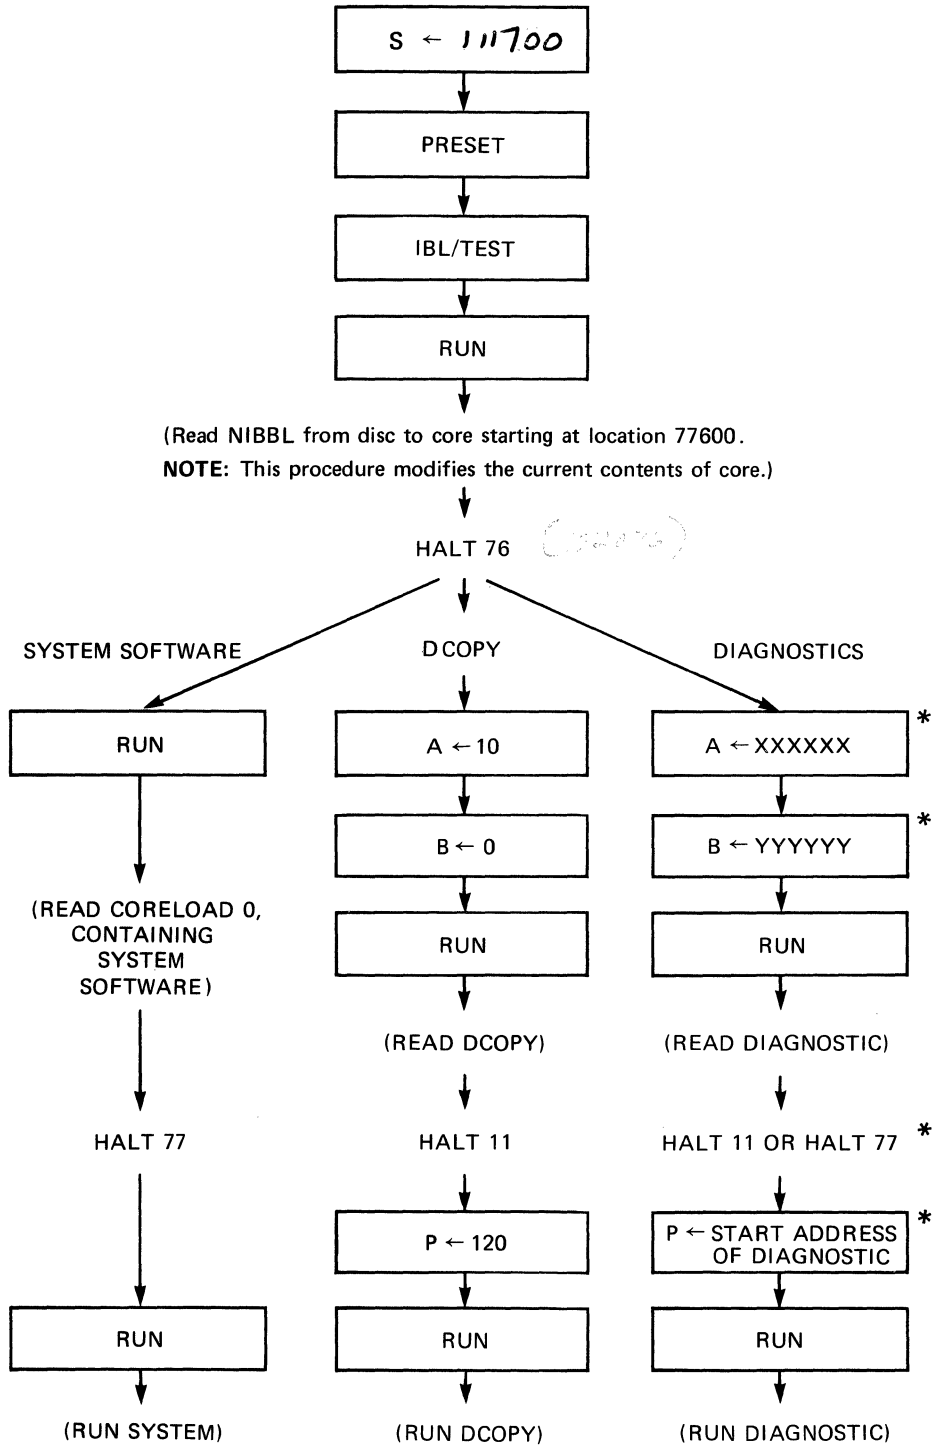 S ← 111700
PRESET
IBL/TEST
RUN
(Read NIBBL from disc to core starting at location 77600.
NOTE: This procedure modifies the current contents of core.)
HALT 76
SYSTEM SOFTWARE
RUN
(READ CORELOAD 0,
CONTAINING
SYSTEM
SOFTWARE)
HALT 77
RUN
(RUN SYSTEM)
DCOPY
A ← 10
B ← 0
RUN
(READ DCOPY)
HALT 11
P ← 120
RUN
(RUN DCOPY)
DIAGNOSTICS
A ← XXXXXX *
B ← YYYYYY *
RUN
(READ DIAGNOSTIC)
HALT 11 OR HALT 77 *
P ← START ADDRESS *
OF DIAGNOSTIC
RUN
(RUN DIAGNOSTIC)